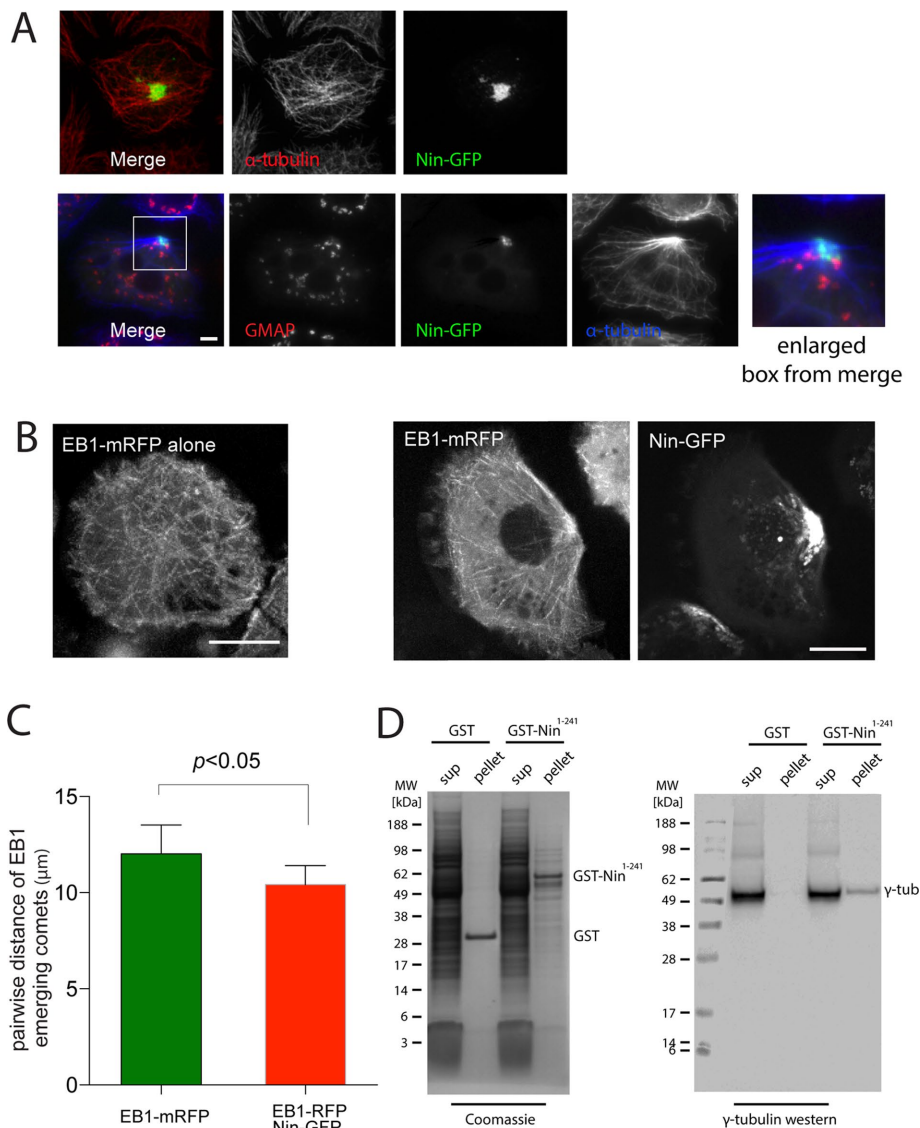 A
Merge
α-tubulin
Nin-GFP
Merge
GMAP
Nin-GFP
α-tubulin
enlarged
box from merge
B
EB1-mRFP alone
EB1-mRFP
Nin-GFP
C
p<0.05
pairwise distance of EB1
emerging comets (μm)
15
10
5
0
EB1-mRFP
EB1-RFP
Nin-GFP
D
GST
GST-Nin¹⁻²⁴¹
sup
pellet
sup
pellet
MW
[kDa]
188
98
62
49
38
28
17
14
6
3
GST-Nin¹⁻²⁴¹
GST
Coomassie
GST
GST-Nin¹⁻²⁴¹
sup
pellet
sup
pellet
MW
[kDa]
188
98
62
49
38
28
17
14
6
γ-tub
γ-tubulin western